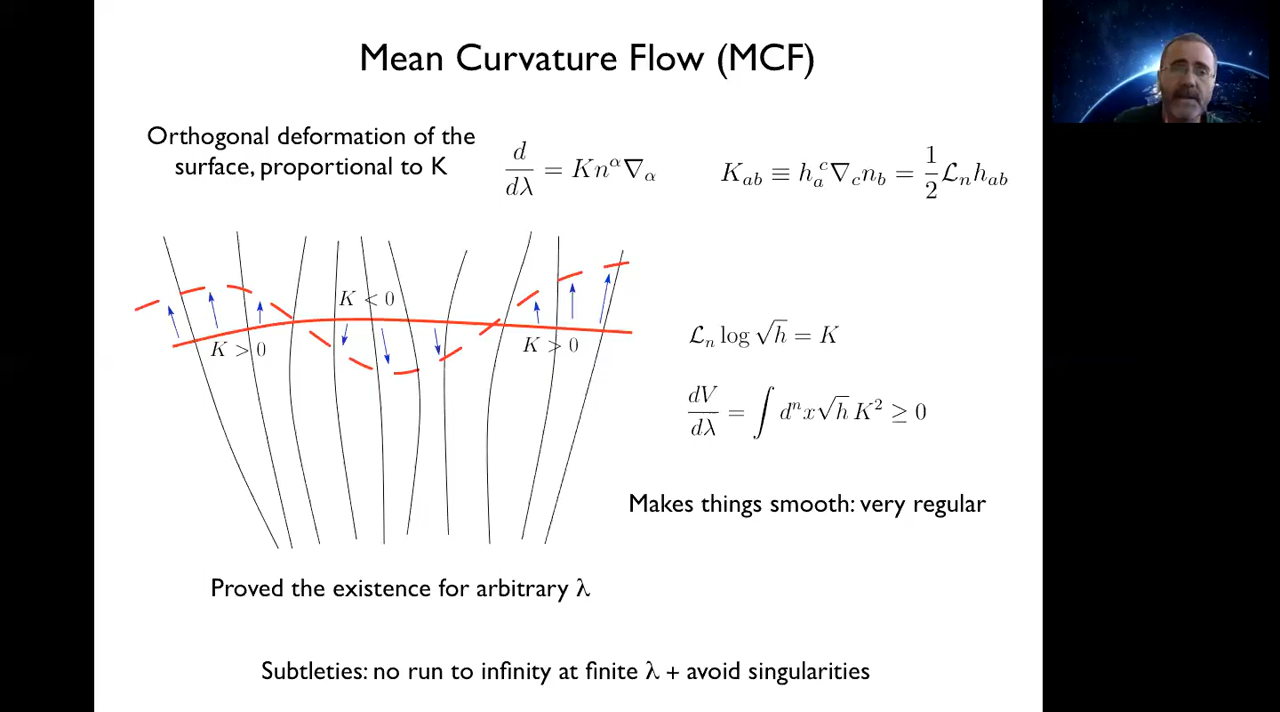 Mean Curvature Flow (MCF)
Orthogonal deformation of the
surface, proportional to K
d/dλ = Kn^α∇_α
K_ab ≡ h_a^c∇_c n_b = 1/2 ℒ_n h_ab
K < 0
K > 0
K > 0
ℒ_n log √h = K
dV/dλ = ∫ d^n x√h K² ≥ 0
Makes things smooth: very regular
Proved the existence for arbitrary λ
Subtleties: no run to infinity at finite λ + avoid singularities